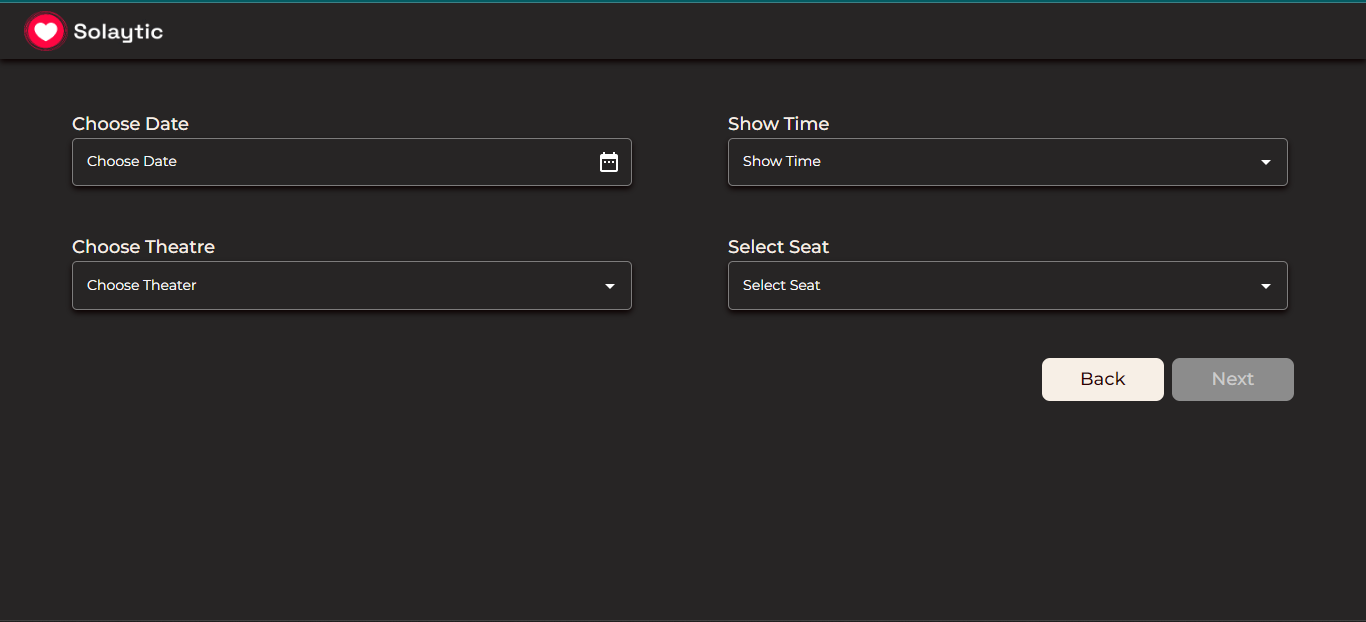 Solaytic
Choose Date
Choose Date
Show Time
Show Time
Choose Theatre
Choose Theater
Select Seat
Select Seat
Back
Next